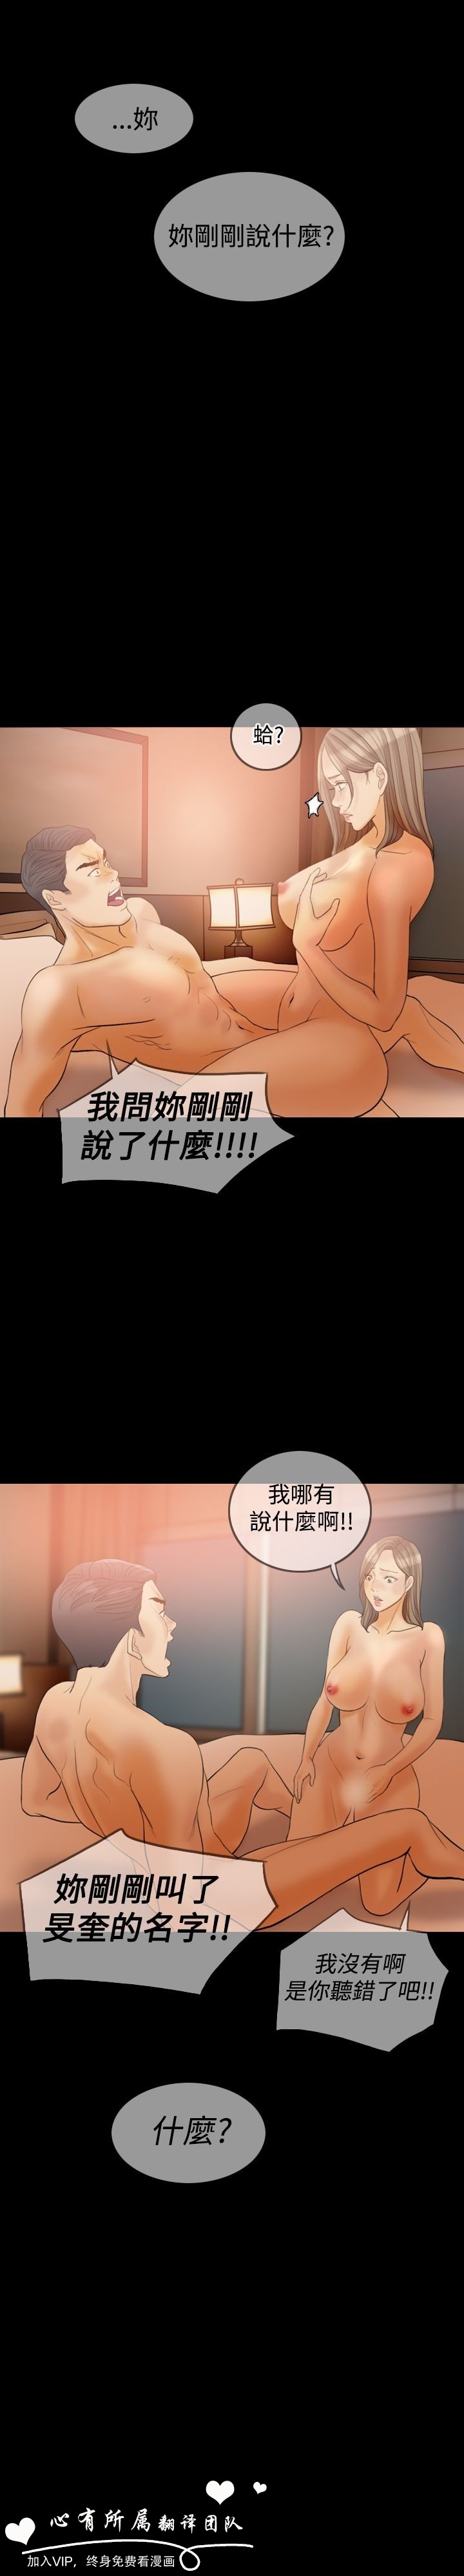 ...妳
妳剛剛說什麼?
蛤?
我問妳剛剛
說了什麼!!!!
我哪有
說什麼啊!!
妳剛剛叫了
旻奎的名字!!
我沒有啊
是你聽錯了吧!!
什麼?
心有所属翻译团队
加入VIP，终身免费看漫画